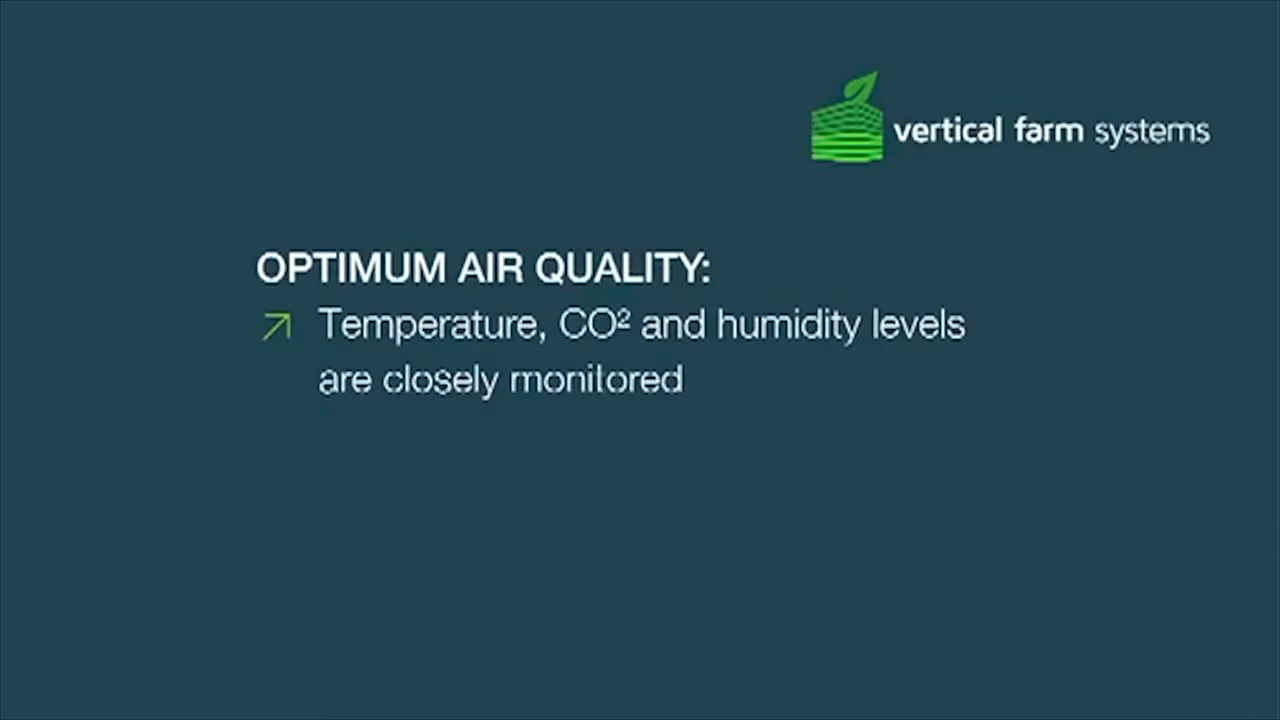 vertical farm systems
OPTIMUM AIR QUALITY:
Temperature, CO² and humidity levels
are closely monitored